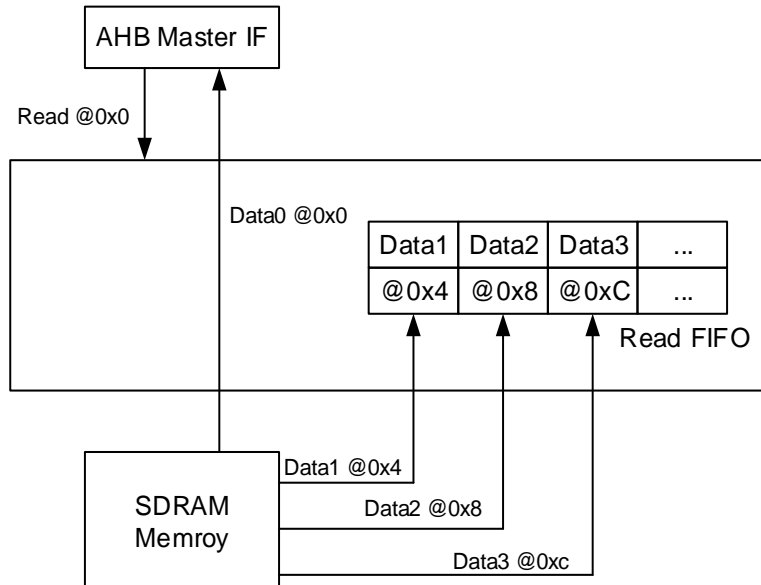 AHB Master IF
Read @0x0
Data0 @0x0
Data1 Data2 Data3 ...
@0x4 @0x8 @0xC ...
Read FIFO
Data1 @0x4
SDRAM
Memroy
Data2 @0x8
Data3 @0xc